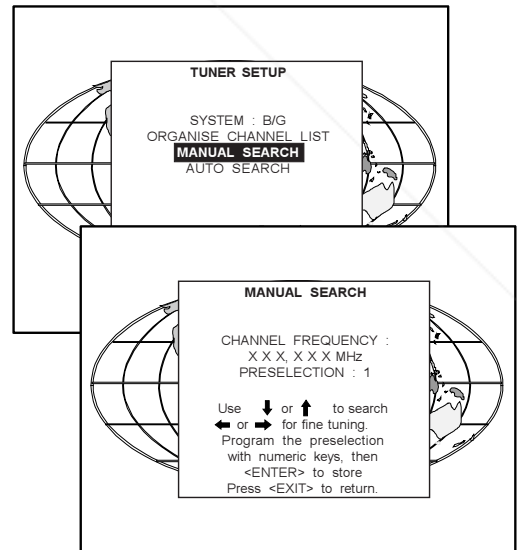 TUNER SETUP
SYSTEM : B/G
ORGANISE CHANNEL LIST
MANUAL SEARCH
AUTO SEARCH
MANUAL SEARCH
CHANNEL FREQUENCY :
X X X, X X X MHz
PRESELECTION : 1
Use ⬇ or ⬆ to search
⬅ or ➡ for fine tuning.
Program the preselection
with numeric keys, then
<ENTER> to store
Press <EXIT> to return.